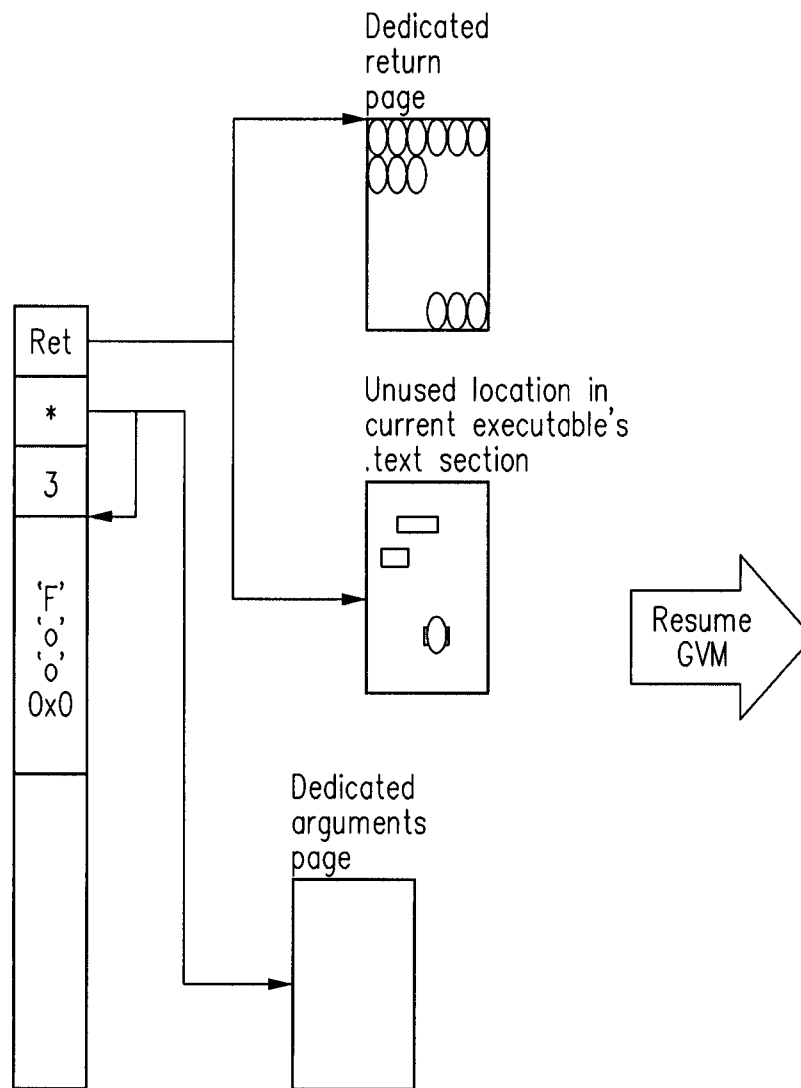 Dedicated
return
page
Ret
*
3
'F'
'o'
'o'
0x0
Unused location in
current executable's
.text section
Resume
GVM
Dedicated
arguments
page